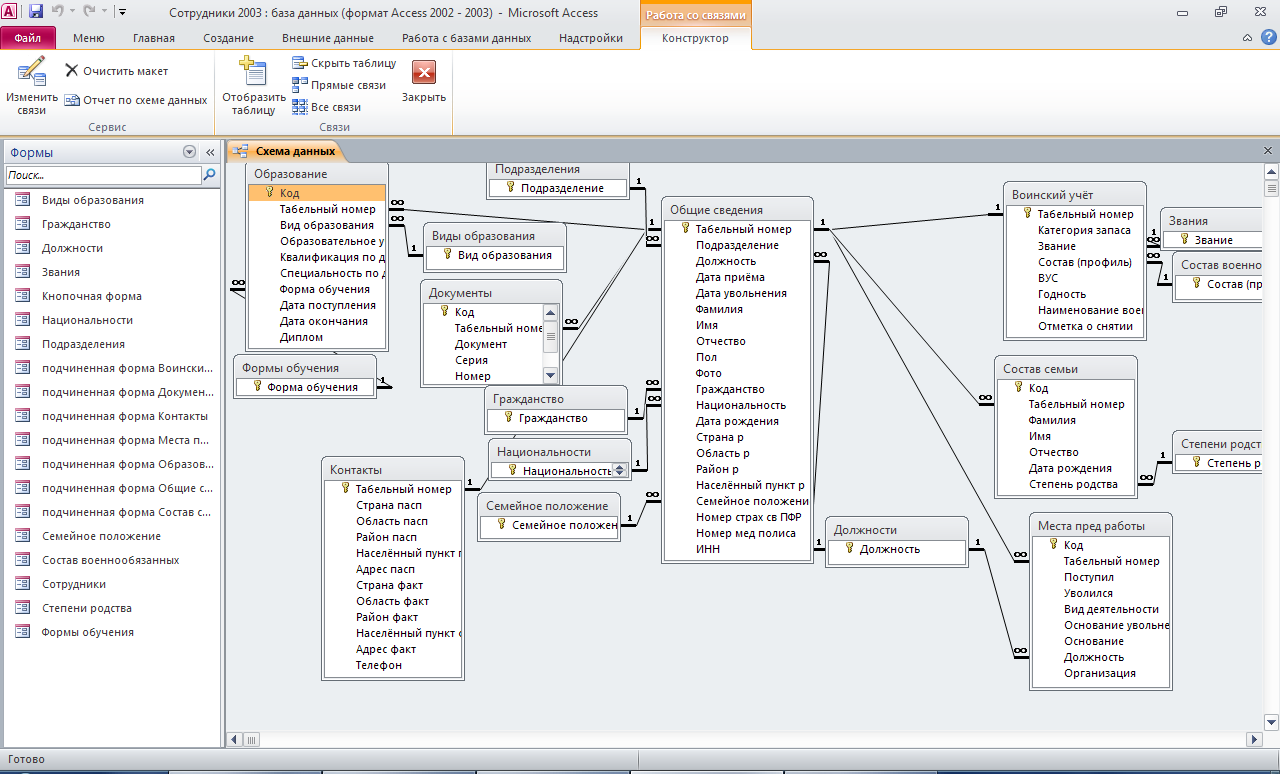 Сотрудники 2003 : база данных (формат Access 2002 - 2003) - Microsoft Access
Работа со связями
Файл
Меню
Главная
Создание
Внешние данные
Работа с базами данных
Надстройки
Конструктор
Изменить связи
Очистить макет
Отчет по схеме данных
Сервис
Отобразить таблицу
Скрыть таблицу
Прямые связи
Все связи
Связи
Закрыть
Формы
Поиск...
Виды образования
Гражданство
Должности
Звания
Кнопочная форма
Национальности
Подразделения
подчиненная форма Воински...
подчиненная форма Докумен...
подчиненная форма Контакты
подчиненная форма Места п...
подчиненная форма Образов...
подчиненная форма Общие с...
подчиненная форма Состав с...
Семейное положение
Состав военнообязанных
Сотрудники
Степени родства
Формы обучения
Схема данных
Образование
Код
Табельный номер
Вид образования
Образовательное у
Квалификация по д
Специальность по д
Форма обучения
Дата поступления
Дата окончания
Диплом
Формы обучения
Форма обучения
Подразделения
Подразделение
Виды образования
Вид образования
Документы
Код
Табельный номе
Документ
Серия
Номер
Гражданство
Гражданство
Национальности
Национальность
Семейное положение
Семейное положен
Контакты
Табельный номер
Страна пасп
Область пасп
Район пасп
Населённый пункт п
Адрес пасп
Страна факт
Область факт
Район факт
Населённый пункт ф
Адрес факт
Телефон
Общие сведения
Табельный номер
Подразделение
Должность
Дата приёма
Дата увольнения
Фамилия
Имя
Отчество
Пол
Фото
Гражданство
Национальность
Дата рождения
Страна р
Область р
Район р
Населённый пункт р
Семейное положени
Номер страх св ПФР
Номер мед полиса
ИНН
Должности
Должность
Воинский учёт
Табельный номер
Категория запаса
Звание
Состав (профиль)
ВУС
Годность
Наименование воен
Отметка о снятии
Звания
Звание
Состав военно
Состав (пр
Состав семьи
Код
Табельный номер
Фамилия
Имя
Отчество
Дата рождения
Степень родства
Степени родст
Степень р
Места пред работы
Код
Табельный номер
Поступил
Уволился
Вид деятельности
Основание увольне
Основание
Должность
Организация
Готово